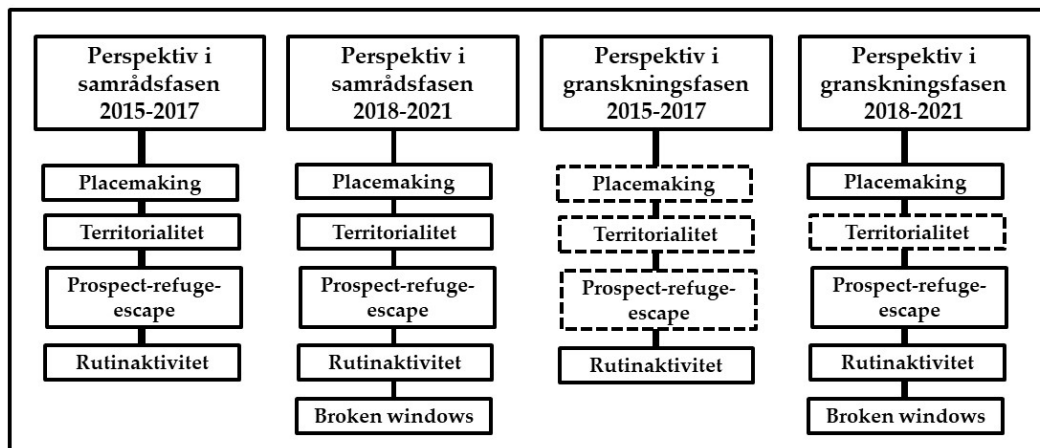 Perspektiv i
samrådsfasen
2015-2017
Placemaking
Territorialitet
Prospect-refuge-
escape
Rutinaktivitet
Perspektiv i
samrådsfasen
2018-2021
Placemaking
Territorialitet
Prospect-refuge-
escape
Rutinaktivitet
Broken windows
Perspektiv i
granskningsfasen
2015-2017
Placemaking
Territorialitet
Prospect-refuge-
escape
Rutinaktivitet
Perspektiv i
granskningsfasen
2018-2021
Placemaking
Territorialitet
Prospect-refuge-
escape
Rutinaktivitet
Broken windows